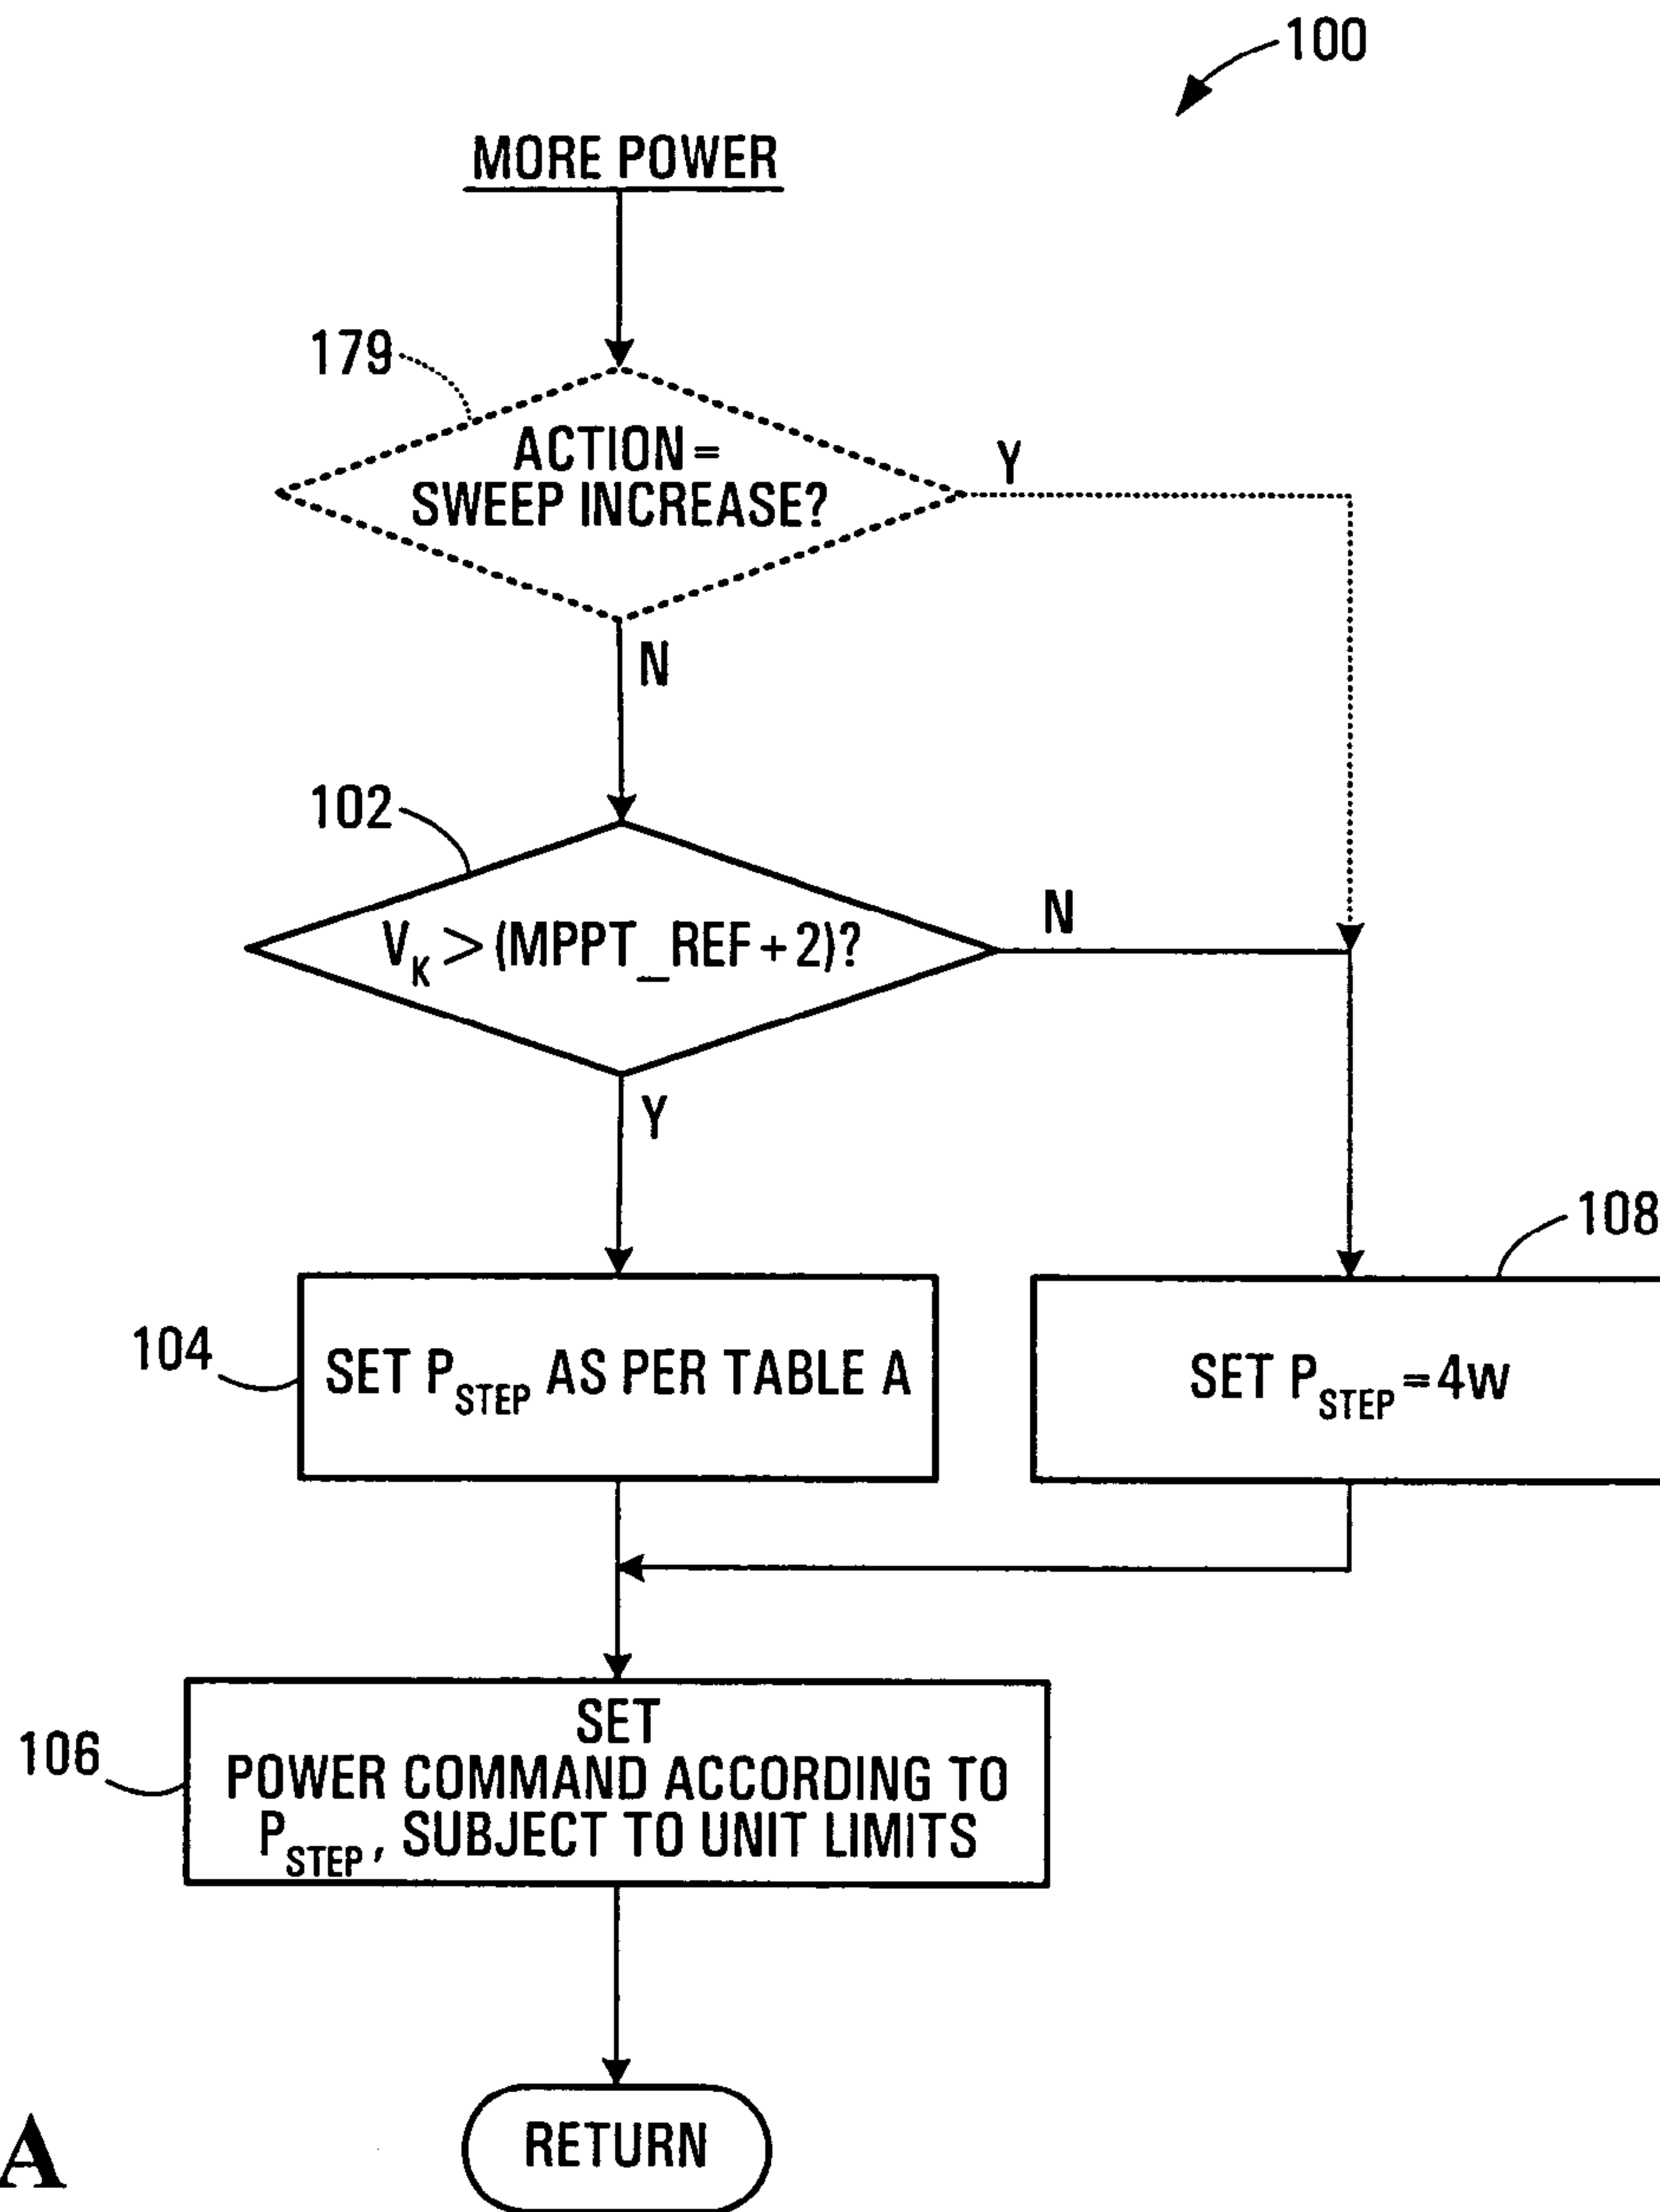 100
MORE POWER
179
ACTION =
SWEEP INCREASE?
Y
N
102
V_K > (MPPT_REF + 2)?
N
Y
108
104
SET P_STEP AS PER TABLE A
SET P_STEP = 4W
106
SET
POWER COMMAND ACCORDING TO
P_STEP, SUBJECT TO UNIT LIMITS
RETURN
A